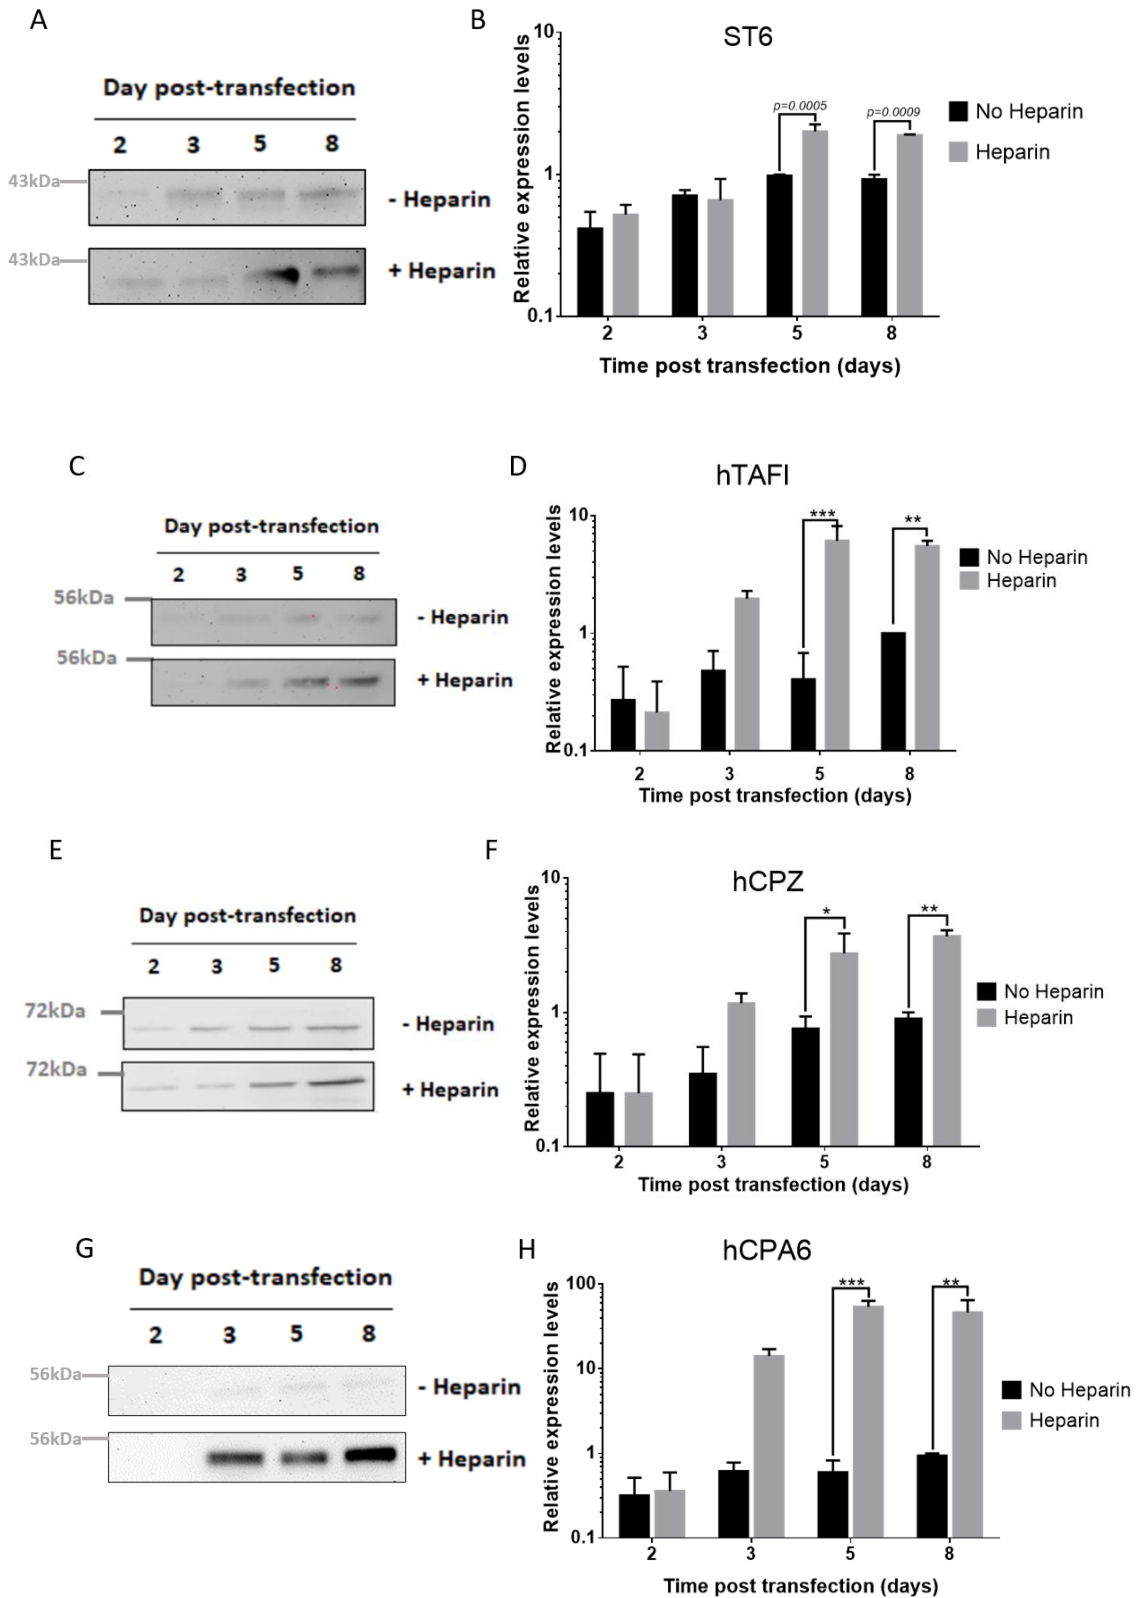 A
Day post-transfection
2 3 5 8
43kDa
- Heparin
43kDa
+ Heparin
B
ST6
Relative expression levels
10
1
0.1
p=0.0005
p=0.0009
No Heparin
Heparin
2 3 5 8
Time post transfection (days)
C
Day post-transfection
2 3 5 8
56kDa
- Heparin
56kDa
+ Heparin
D
hTAFI
Relative expression levels
10
1
0.1
***
**
No Heparin
Heparin
2 3 5 8
Time post transfection (days)
E
Day post-transfection
2 3 5 8
72kDa
- Heparin
72kDa
+ Heparin
F
hCPZ
Relative expression levels
10
1
0.1
*
**
No Heparin
Heparin
2 3 5 8
Time post transfection (days)
G
Day post-transfection
2 3 5 8
56kDa
- Heparin
56kDa
+ Heparin
H
hCPA6
Relative expression levels
100
10
1
0.1
***
**
No Heparin
Heparin
2 3 5 8
Time post transfection (days)